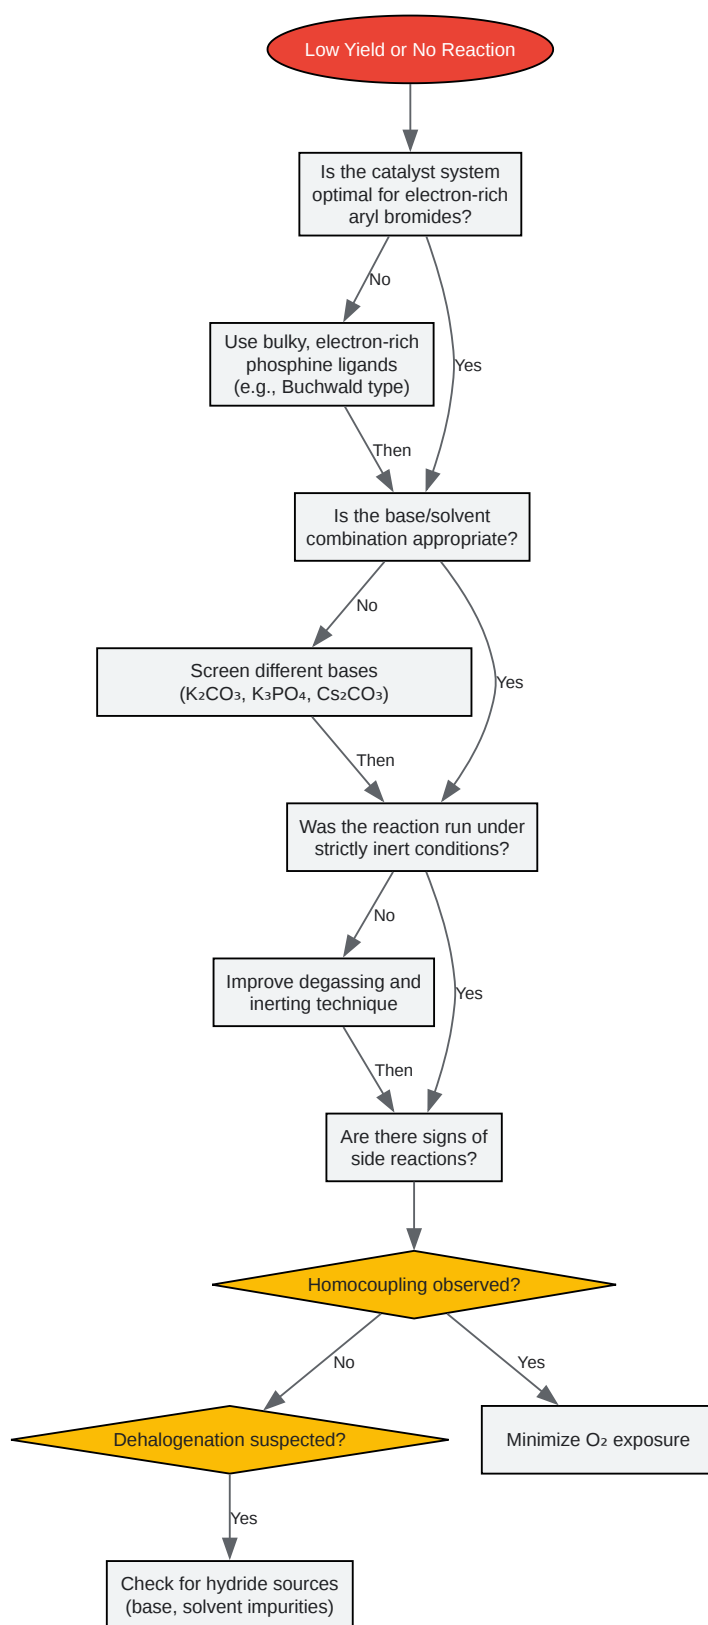 Low Yield or No Reaction
Is the catalyst system
optimal for electron-rich
aryl bromides?
No
Use bulky, electron-rich
phosphine ligands
(e.g., Buchwald type)
Yes
Then
Is the base/solvent
combination appropriate?
No
Screen different bases
(K₂CO₃, K₃PO₄, Cs₂CO₃)
Yes
Then
Was the reaction run under
strictly inert conditions?
No
Improve degassing and
inerting technique
Yes
Then
Are there signs of
side reactions?
Homocoupling observed?
No
Yes
Dehalogenation suspected?
Minimize O₂ exposure
Yes
Check for hydride sources
(base, solvent impurities)